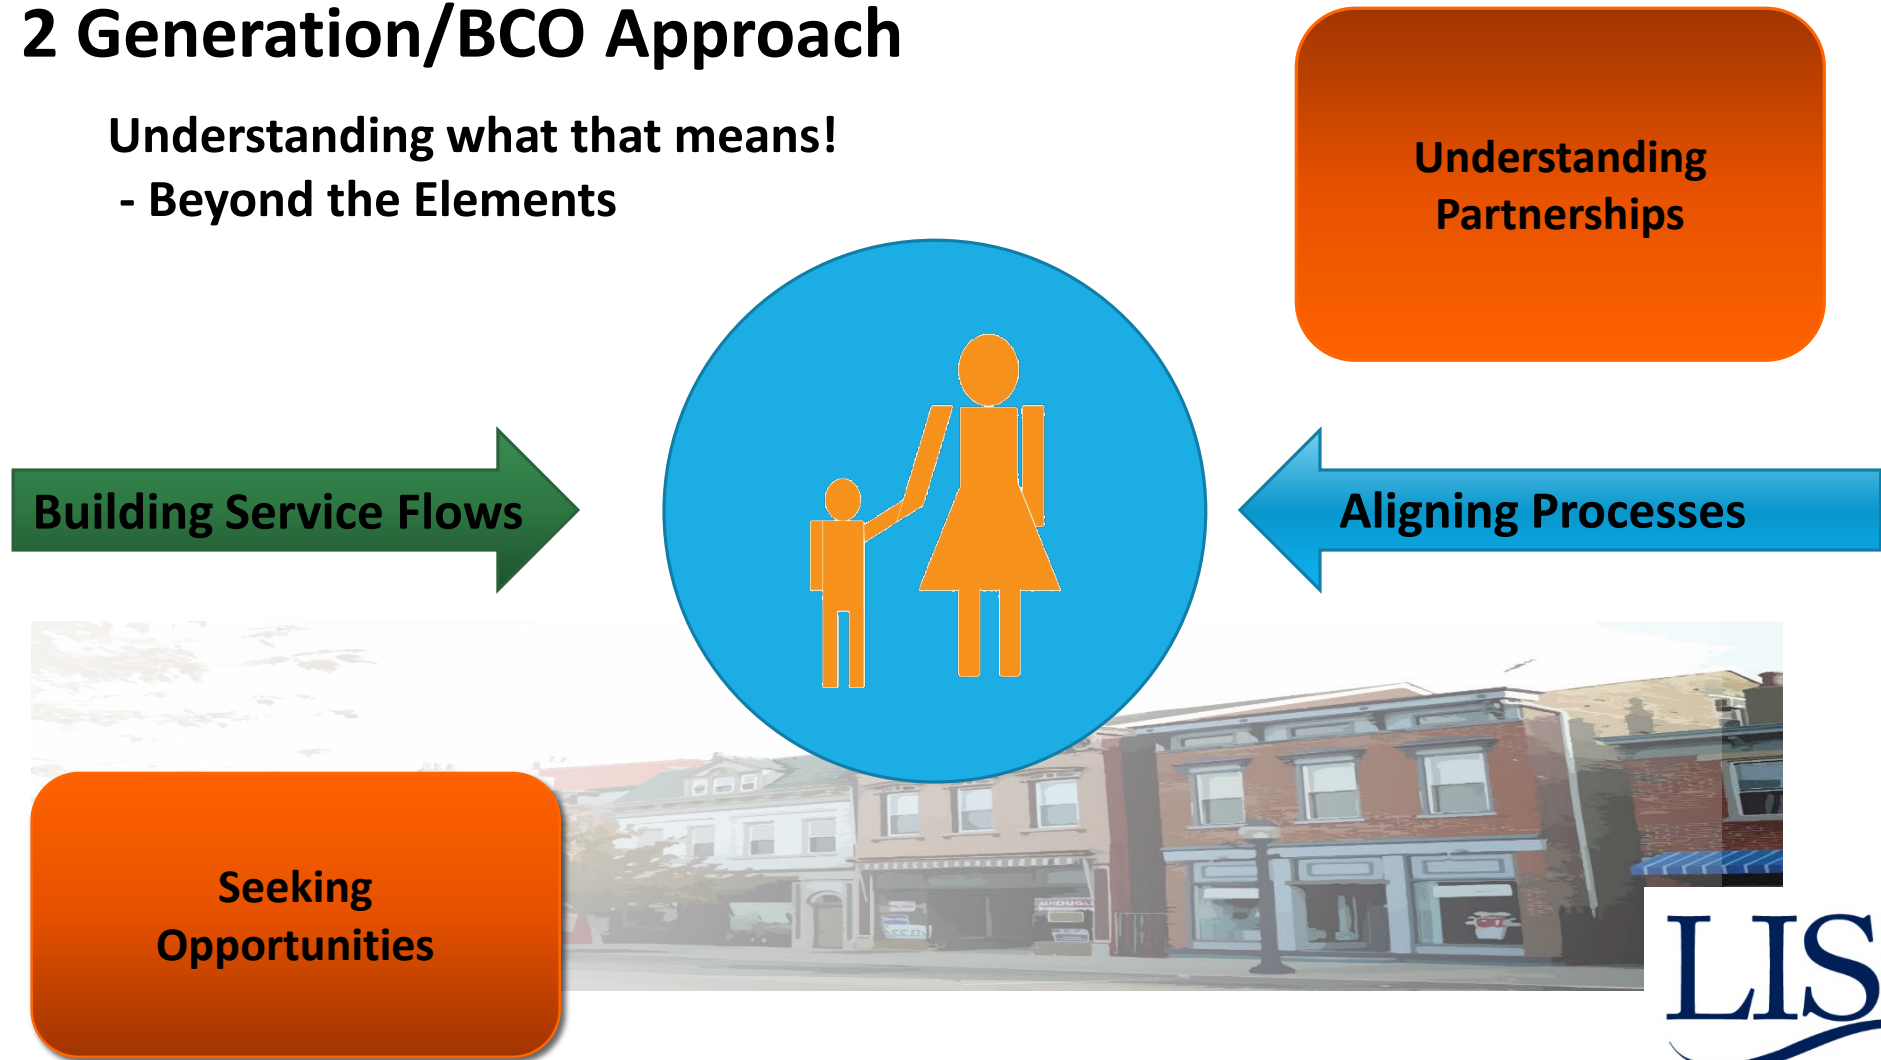 2 Generation/BCO Approach
Understanding what that means!
- Beyond the Elements
Understanding
Partnerships
Building Service Flows
Aligning Processes
Seeking
Opportunities
LIS